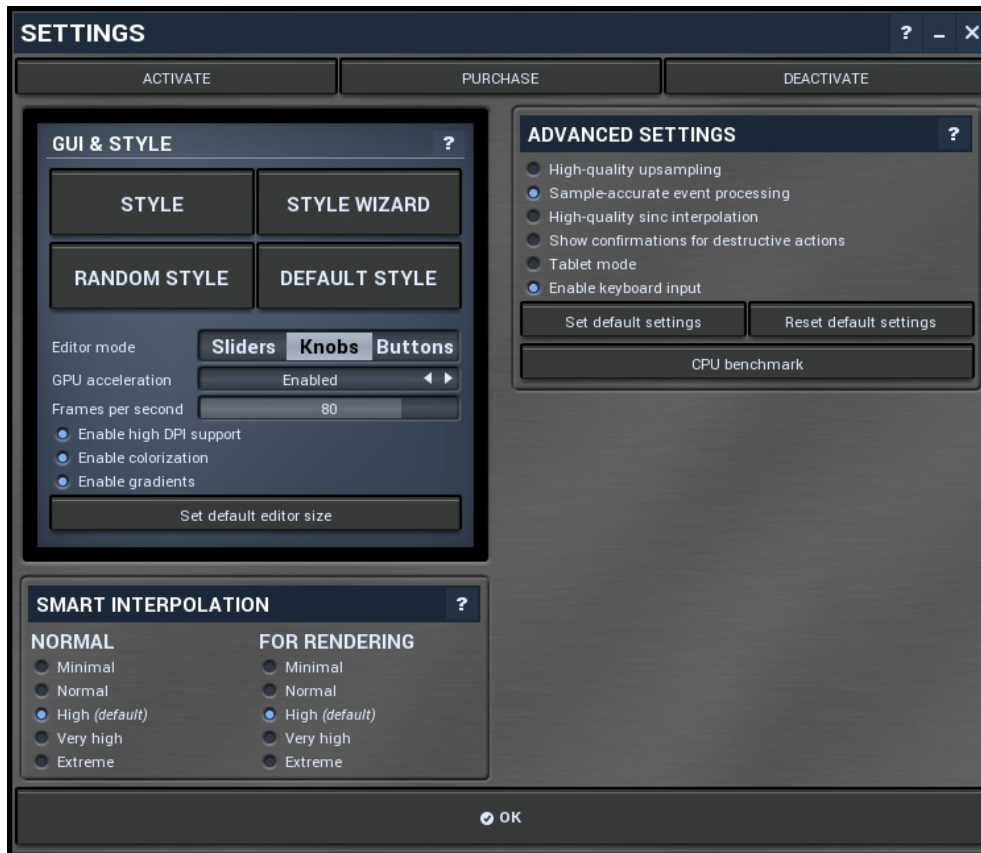 SETTINGS ? – ×
ACTIVATE PURCHASE DEACTIVATE
GUI & STYLE ?
STYLE STYLE WIZARD
RANDOM STYLE DEFAULT STYLE
Editor mode Sliders Knobs Buttons
GPU acceleration Enabled
Frames per second 80
Enable high DPI support
Enable colorization
Enable gradients
Set default editor size
SMART INTERPOLATION ?
NORMAL FOR RENDERING
Minimal Minimal
Normal Normal
High (default) High (default)
Very high Very high
Extreme Extreme
ADVANCED SETTINGS ?
High-quality upsampling
Sample-accurate event processing
High-quality sinc interpolation
Show confirmations for destructive actions
Tablet mode
Enable keyboard input
Set default settings Reset default settings
CPU benchmark
OK